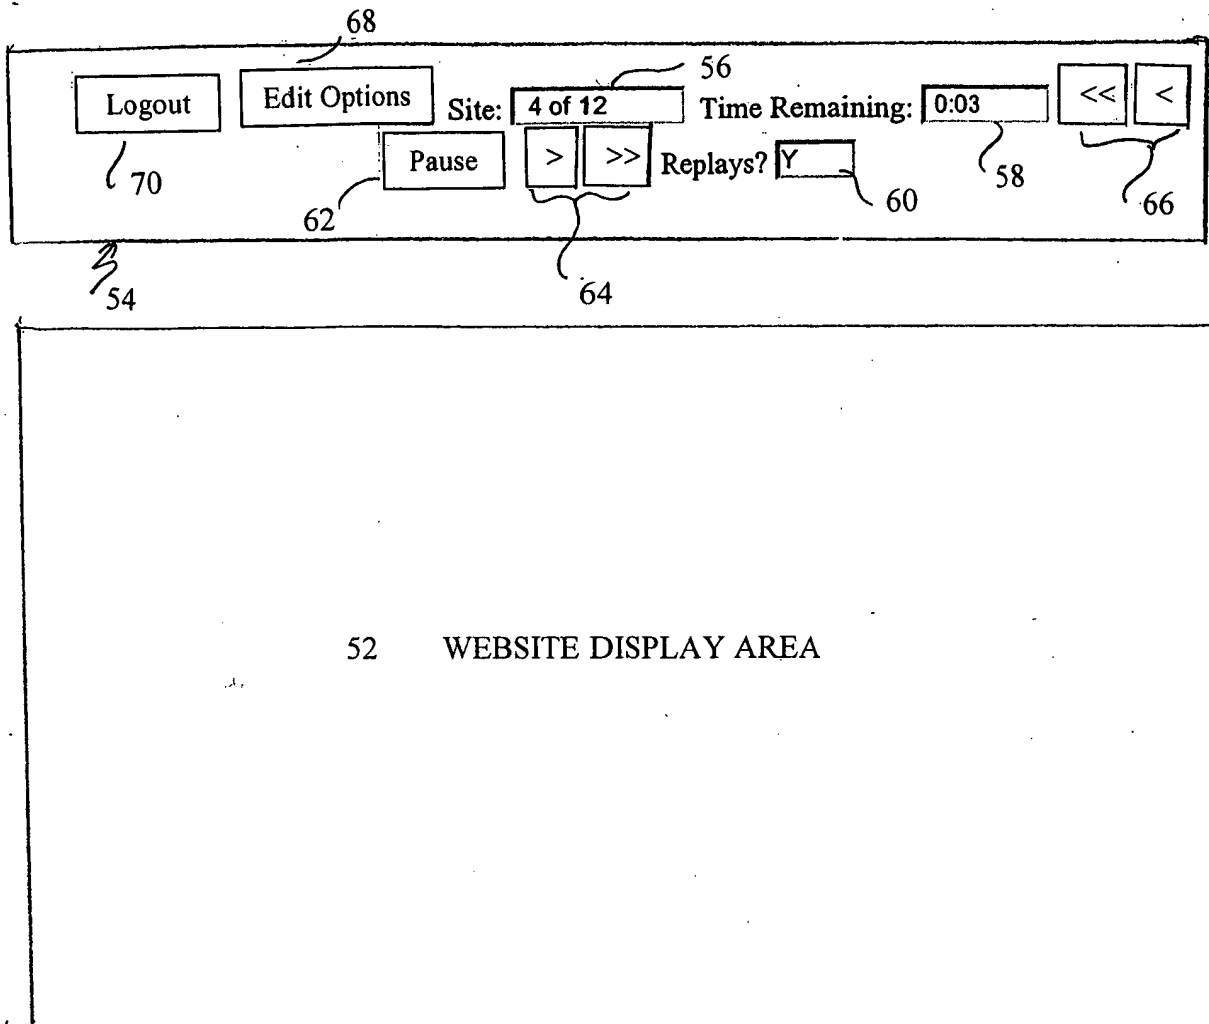 68
Logout Edit Options Site: 4 of 12 56 Time Remaining: 0:03 << <
70 62 Pause > >> Replays? Y 60 58 66
54 64
52 WEBSITE DISPLAY AREA